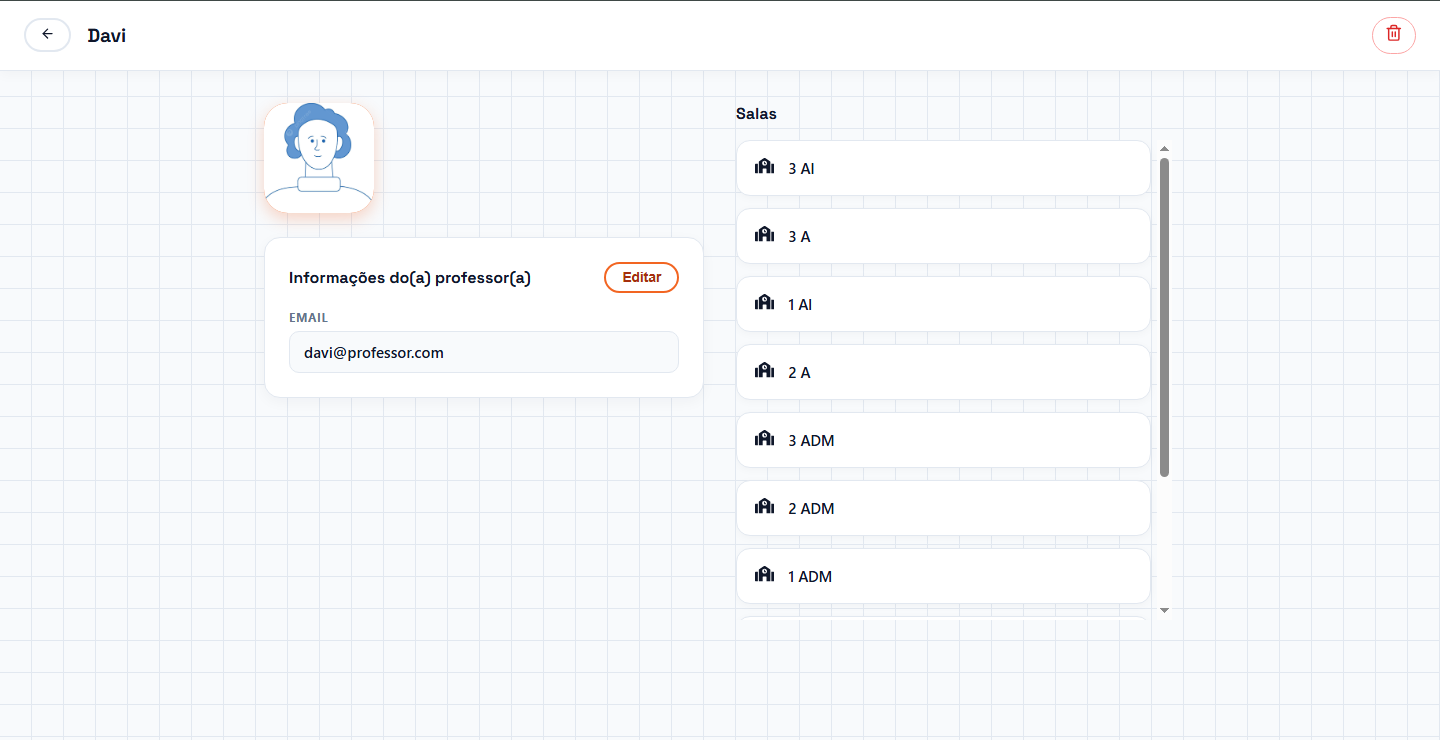 Davi
Informações do(a) professor(a)
Editar
EMAIL
davi@professor.com
Salas
3 AI
3 A
1 AI
2 A
3 ADM
2 ADM
1 ADM